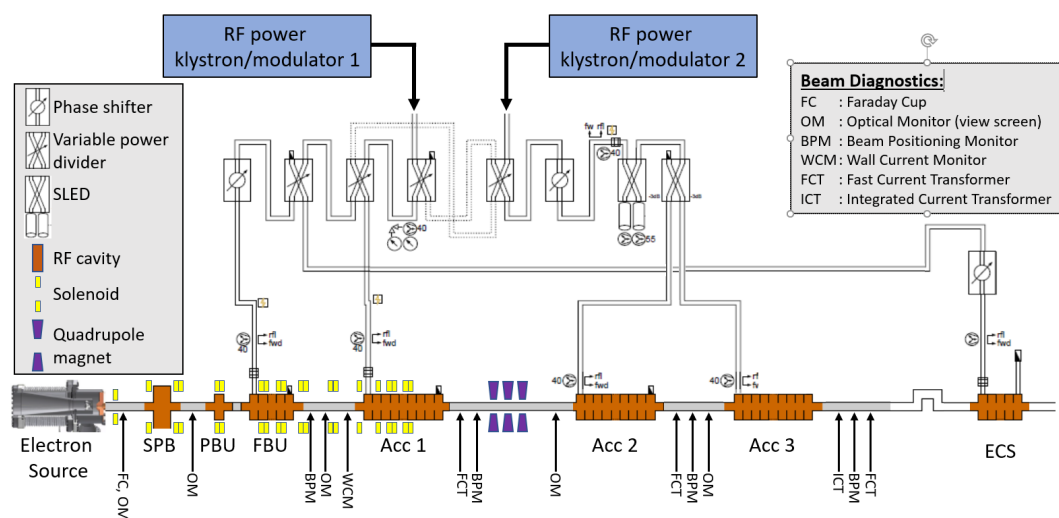 RF power
klystron/modulator 1
RF power
klystron/modulator 2
Phase shifter
Variable power
divider
SLED
RF cavity
Solenoid
Quadrupole
magnet
Beam Diagnostics:
FC : Faraday Cup
OM : Optical Monitor (view screen)
BPM : Beam Positioning Monitor
WCM : Wall Current Monitor
FCT : Fast Current Transformer
ICT : Integrated Current Transformer
fw rfl
40
-3dB
-3dB
40
55
rfl
fwd
40
rfl
fwd
40
rfl
fwd
40
rfl
fwd
40
rfl
40
rfl
fwd
40
Electron
Source
SPB
PBU
FBU
Acc 1
Acc 2
Acc 3
ECS
FC, OM
OM
BPM
OM
WCM
FCT
BPM
OM
FCT
BPM
OM
ICT
BPM
FCT